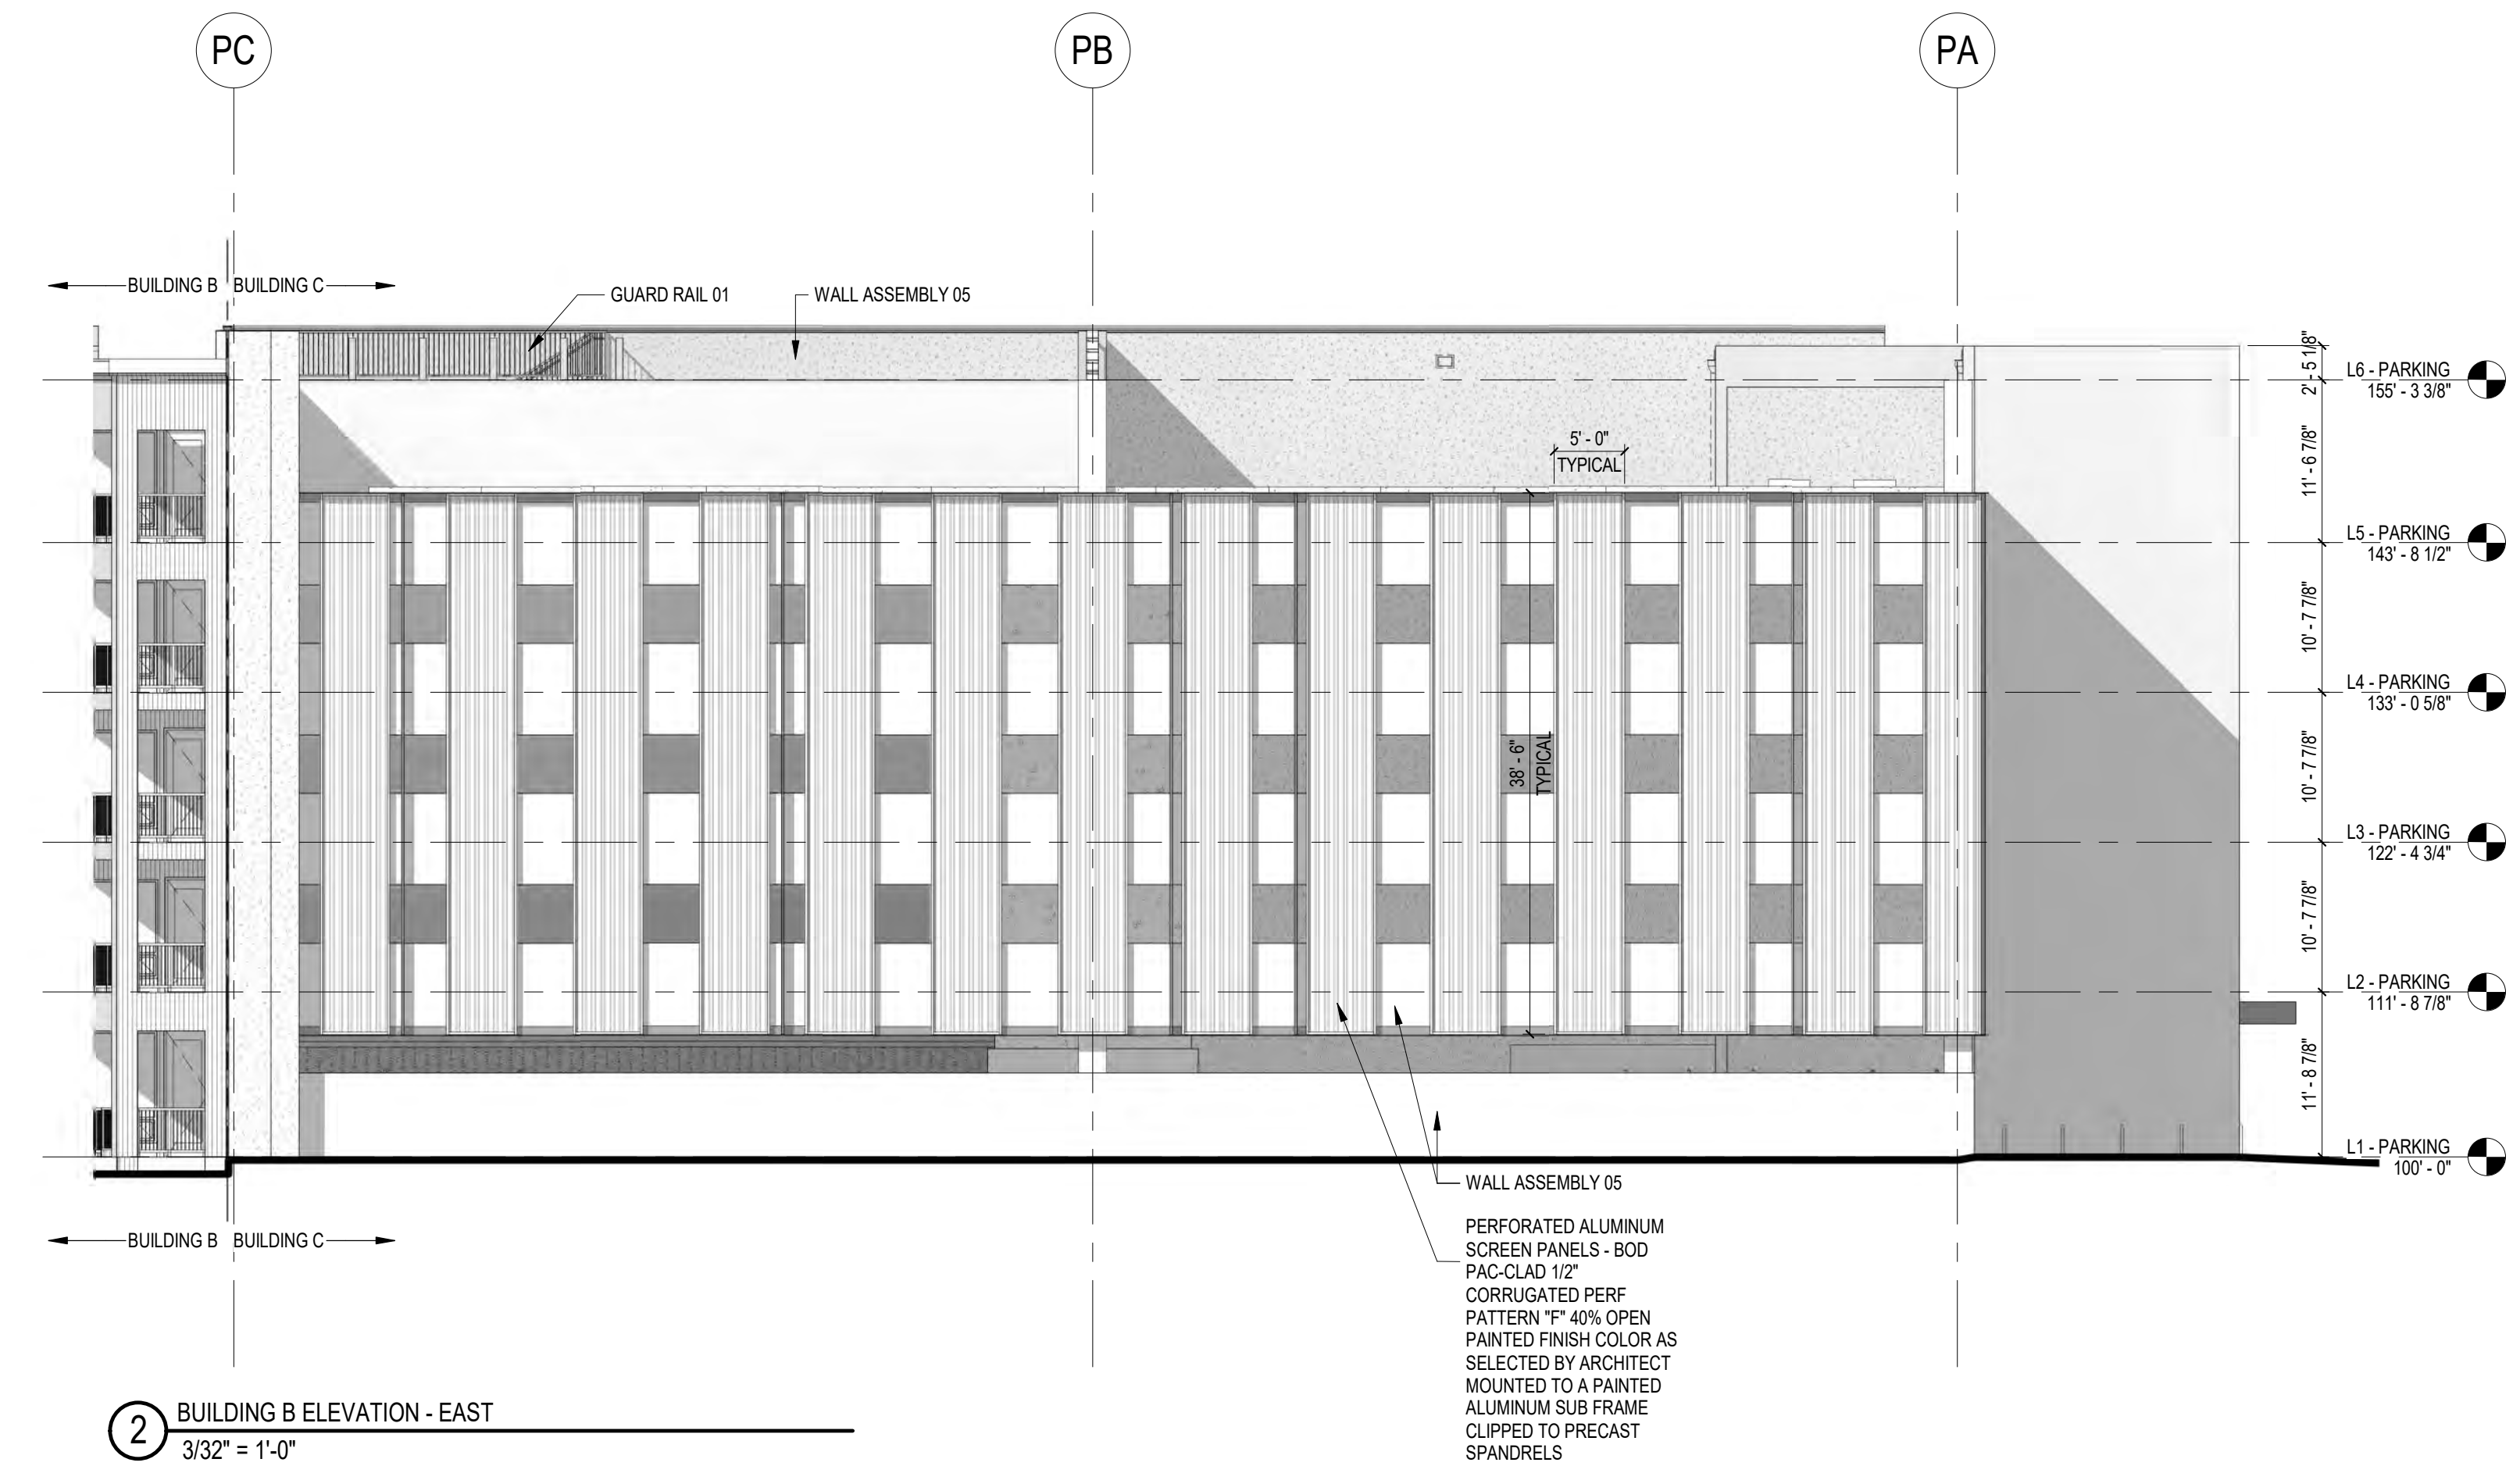 PC
PB
PA
BUILDING B
BUILDING C
GUARD RAIL 01
WALL ASSEMBLY 05
2' - 5 1/8"
L6 - PARKING
155' - 3 3/8"
5' - 0"
TYPICAL
11' - 6 7/8"
L5 - PARKING
143' - 8 1/2"
10' - 7 7/8"
L4 - PARKING
133' - 0 5/8"
38' - 6"
TYPICAL
10' - 7 7/8"
L3 - PARKING
122' - 4 3/4"
10' - 7 7/8"
L2 - PARKING
111' - 8 7/8"
11' - 8 7/8"
L1 - PARKING
100' - 0"
WALL ASSEMBLY 05
BUILDING B
BUILDING C
PERFORATED ALUMINUM
SCREEN PANELS - BOD
PAC-CLAD 1/2"
CORRUGATED PERF
PATTERN "F" 40% OPEN
PAINTED FINISH COLOR AS
SELECTED BY ARCHITECT
MOUNTED TO A PAINTED
ALUMINUM SUB FRAME
CLIPPED TO PRECAST
SPANDRELS
2
BUILDING B ELEVATION - EAST
3/32" = 1'-0"